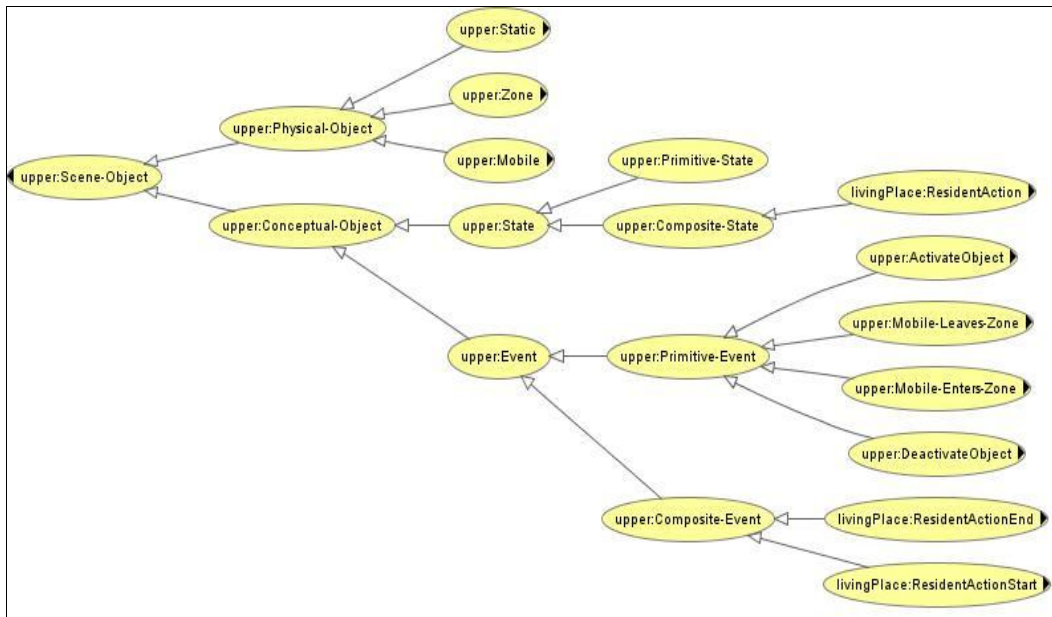 upper:Static
upper:Zone
upper:Physical-Object
upper:Mobile
upper:Primitive-State
upper:Scene-Object
livingPlace:ResidentAction
upper:Conceptual-Object
upper:State
upper:Composite-State
upper:ActivateObject
upper:Mobile-Leaves-Zone
upper:Event
upper:Primitive-Event
upper:Mobile-Enters-Zone
upper:DeactivateObject
upper:Composite-Event
livingPlace:ResidentActionEnd
livingPlace:ResidentActionStart